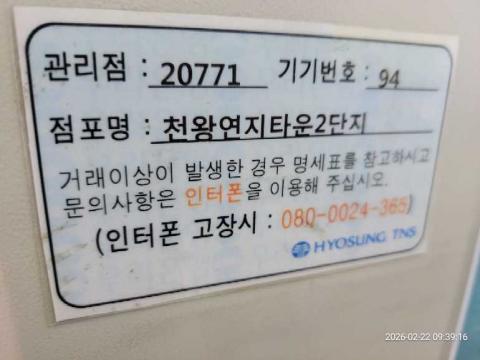 관리점 : 20771 기기번호 : 94
점포명 : 천왕연지타운2단지
거래이상이 발생한 경우 명세표를 참고하시고
문의사항은 인터폰을 이용해 주십시오.
(인터폰 고장시 : 080-0024-365)
HYOSUNG TNS
2026-02-22 09:39:16